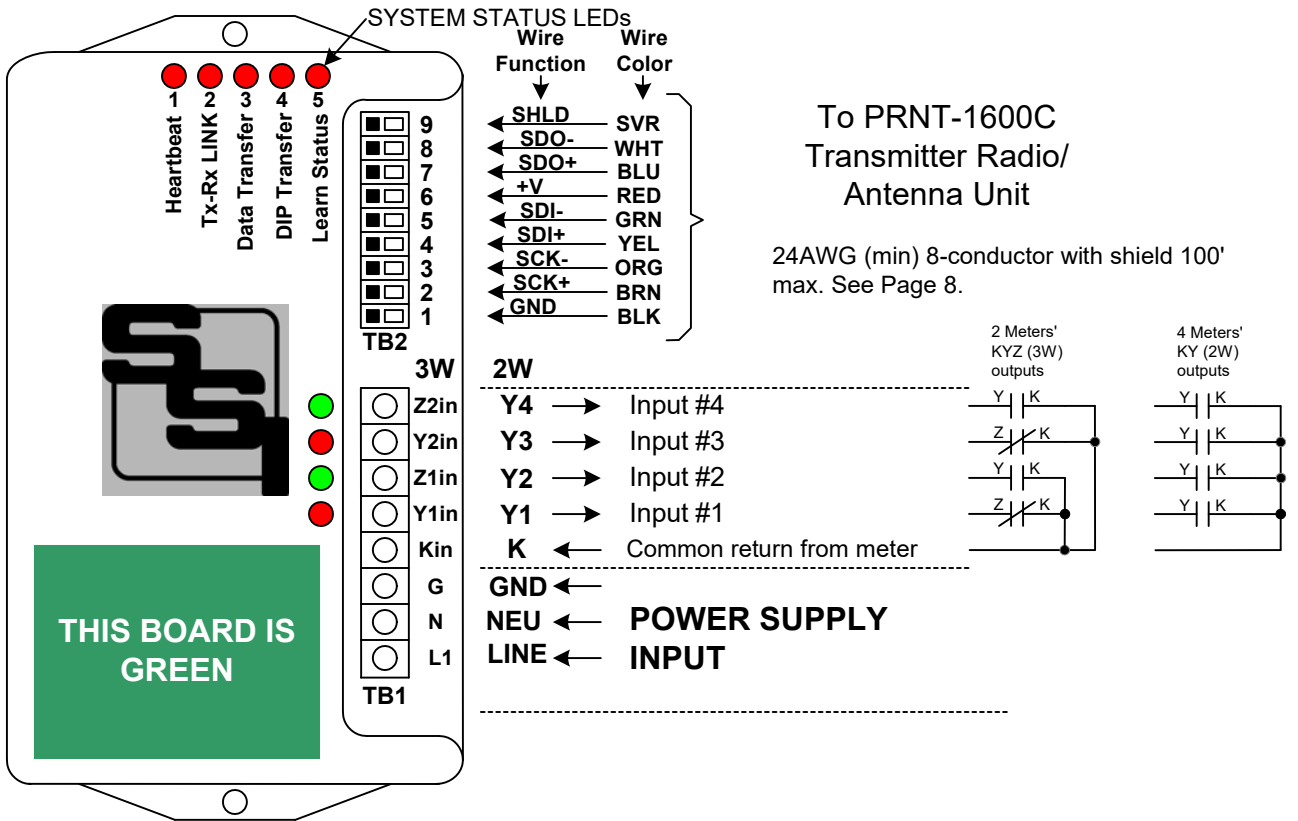 SYSTEM STATUS LEDs
1 2 3 4 5
Heartbeat
Tx-Rx LINK
Data Transfer
DIP Transfer
Learn Status
Wire Function
Wire Color
9 SHLD SVR
8 SDO- WHT
7 SDO+ BLU
6 +V RED
5 SDI- GRN
4 SDI+ YEL
3 SCK- ORG
2 SCK+ BRN
1 GND BLK
TB2
To PRNT-1600C
Transmitter Radio/
Antenna Unit
24AWG (min) 8-conductor with shield 100'
max. See Page 8.
SSI
3W 2W
Z2in Y4 Input #4
Y2in Y3 Input #3
Z1in Y2 Input #2
Y1in Y1 Input #1
Kin K Common return from meter
G GND
N NEU
L1 LINE
POWER SUPPLY
INPUT
TB1
2 Meters'
KYZ (3W)
outputs
Y K
Z K
Y K
Z K
4 Meters'
KY (2W)
outputs
Y K
Y K
Y K
Y K
THIS BOARD IS
GREEN